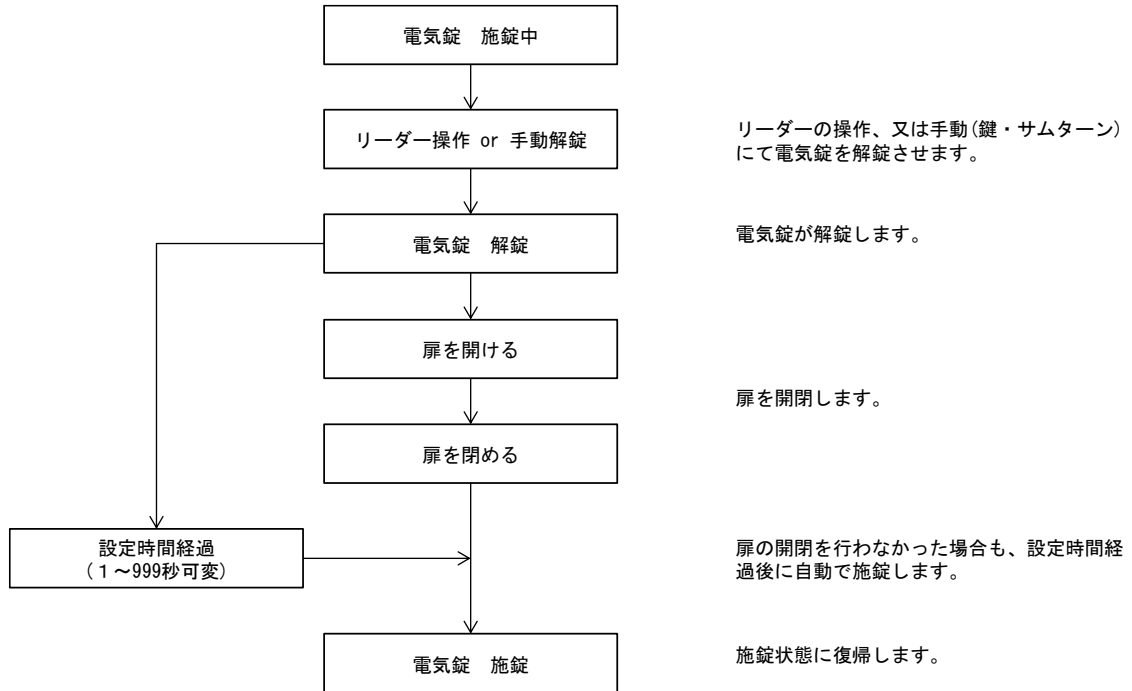 電気錠　施錠中
リーダー操作 or 手動解錠
リーダーの操作、又は手動(鍵・サムターン)
にて電気錠を解錠させます。
電気錠　解錠
電気錠が解錠します。
扉を開ける
扉を開閉します。
扉を閉める
設定時間経過
(１～999秒可変)
扉の開閉を行わなかった場合も、設定時間経
過後に自動で施錠します。
電気錠　施錠
施錠状態に復帰します。